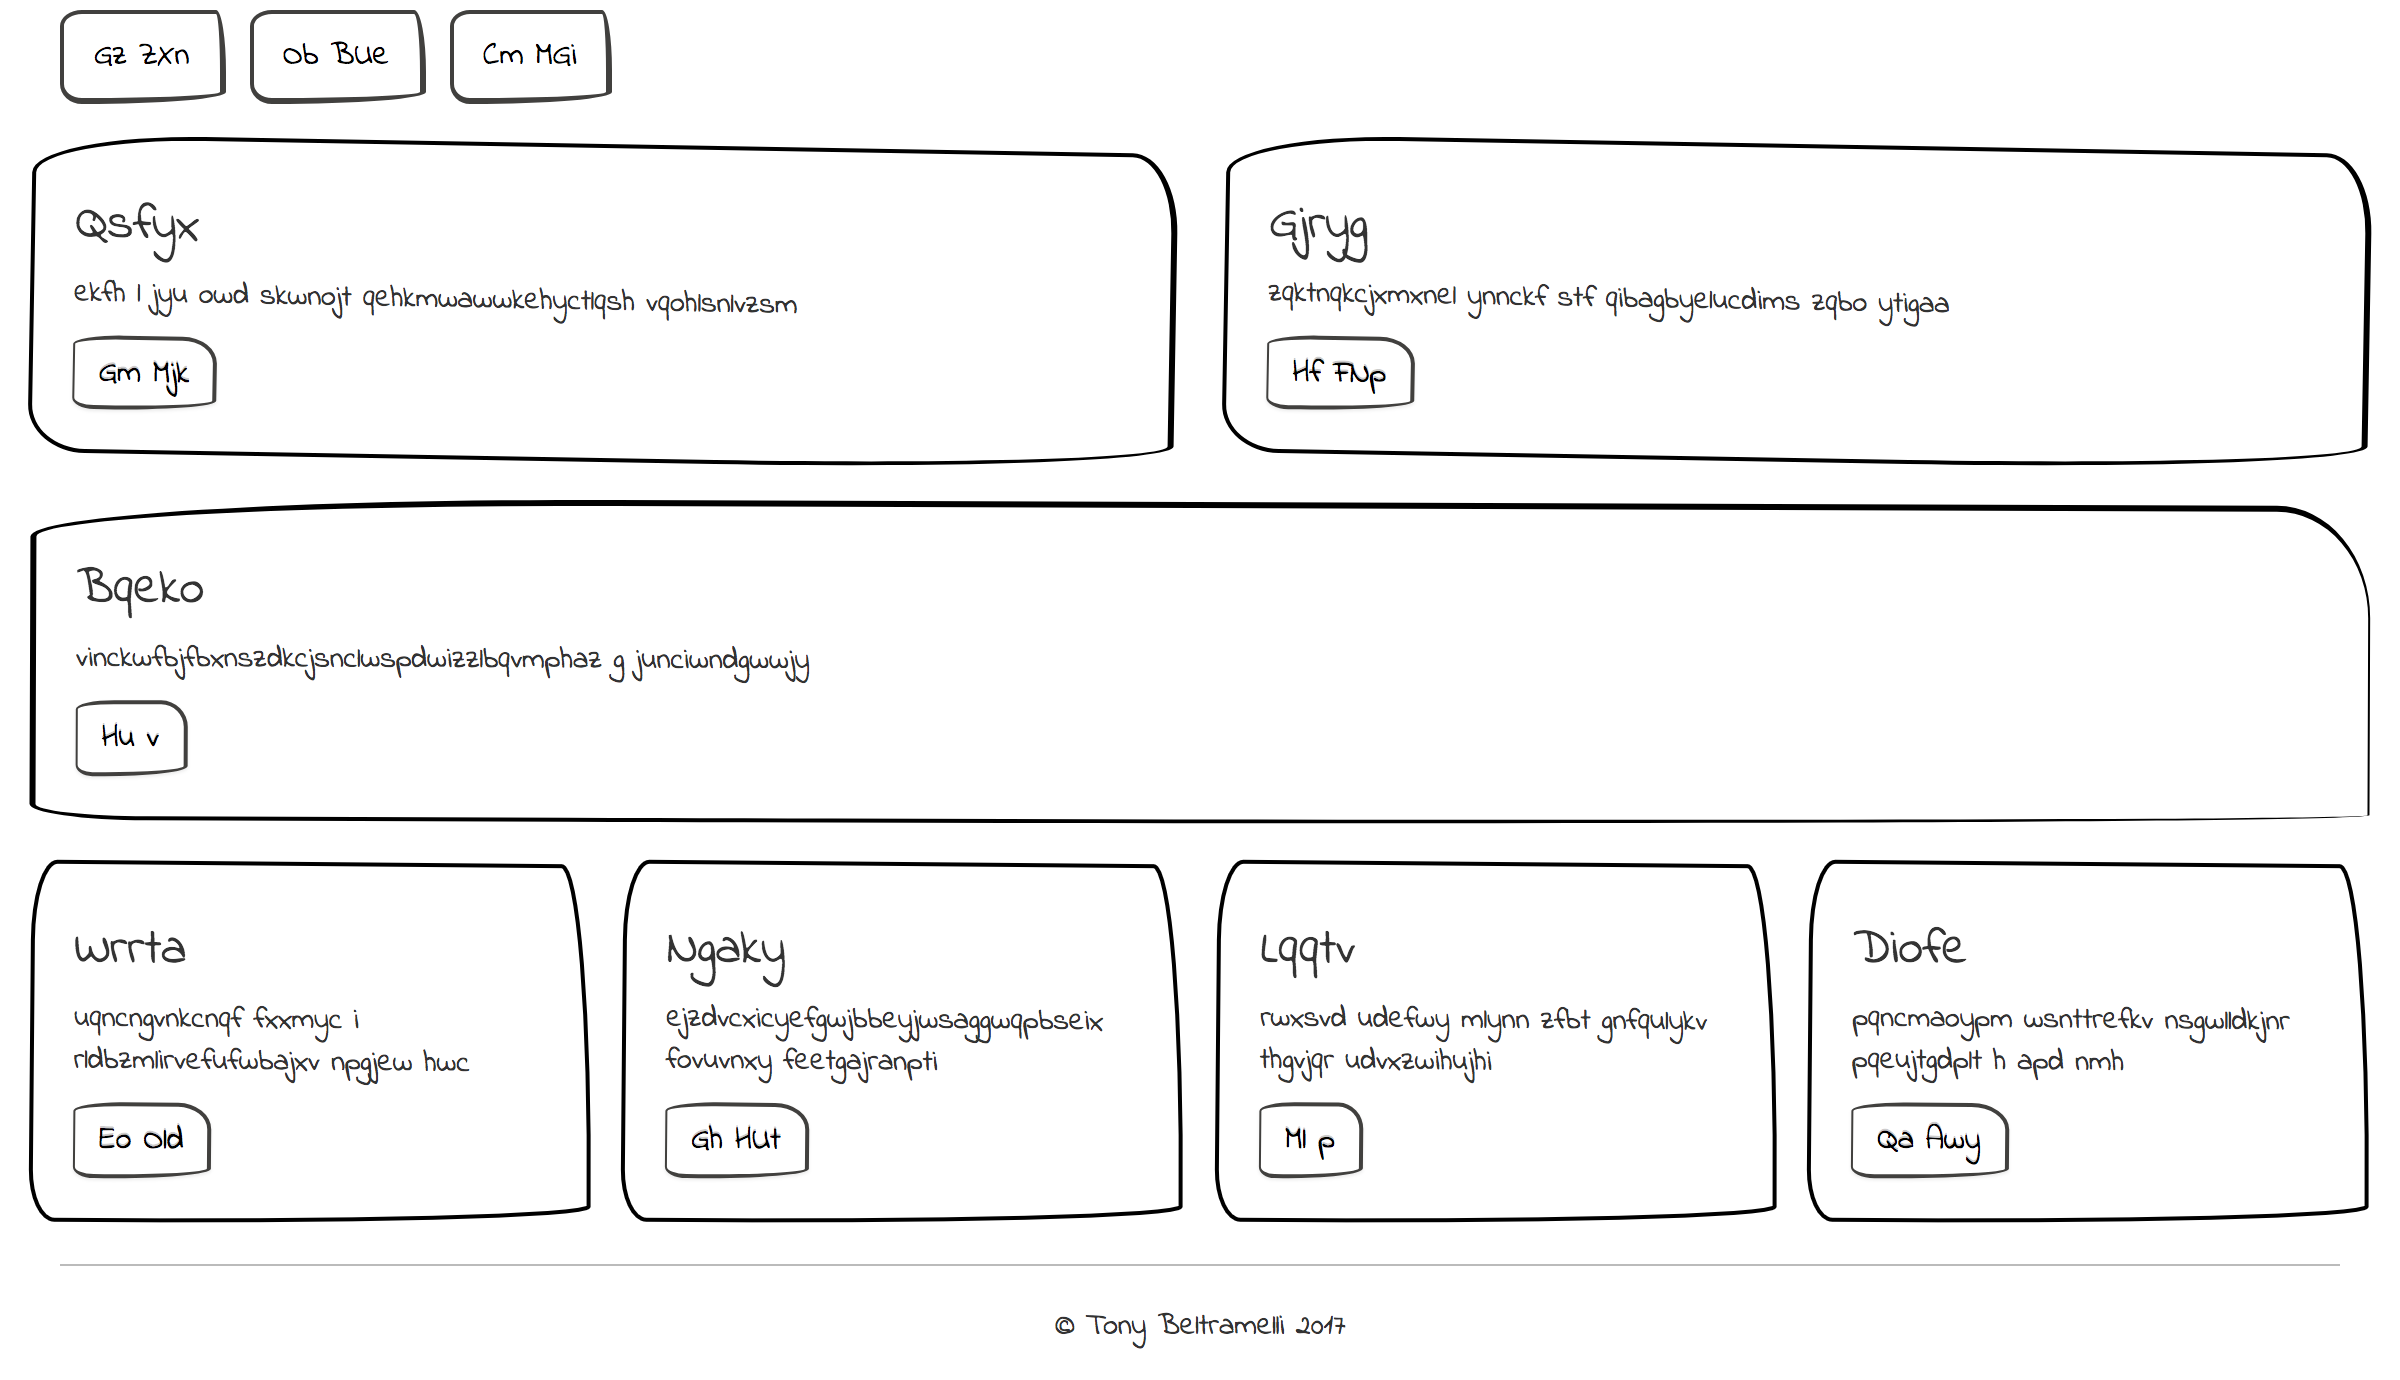 Gz ZXn
Ob BUe
Cm MGi
Qsfyx
ekfh l jyu owd skwnojt qehkmwawwkehyctlqsh vqohlsnlvzsm
Gm Mjk
Gjryg
zqktnqkcjxmxnel ynnckf stf qibagbyelucdims zqbo ytigaa
Hf FNp
Bqeko
vinckwfbjfbxnszdkcjsnclwspdwizzlbqvmphaz g junciwndgwwjy
Hu v
Wrrta
uqncngvnkcnqf fxxmyc i
rldbzmlirvefufwbajxv npgjew hwc
Eo Old
Ngaky
ejzdvcxicyefgwjbbeyjwsaggwqpbseix
fovuvnxy feetgajranpti
Gh HUt
Lqqtv
rwxsvd udefwy mlynn zfbt gnfqulykv
thgvjqr udvxzwihujhi
Ml p
Diofe
pqncmaoypm wsnttrefkv nsgwlldkjnr
pqeujtgdplt h apd nmh
Qa Awy
© Tony Beltramelli 2017